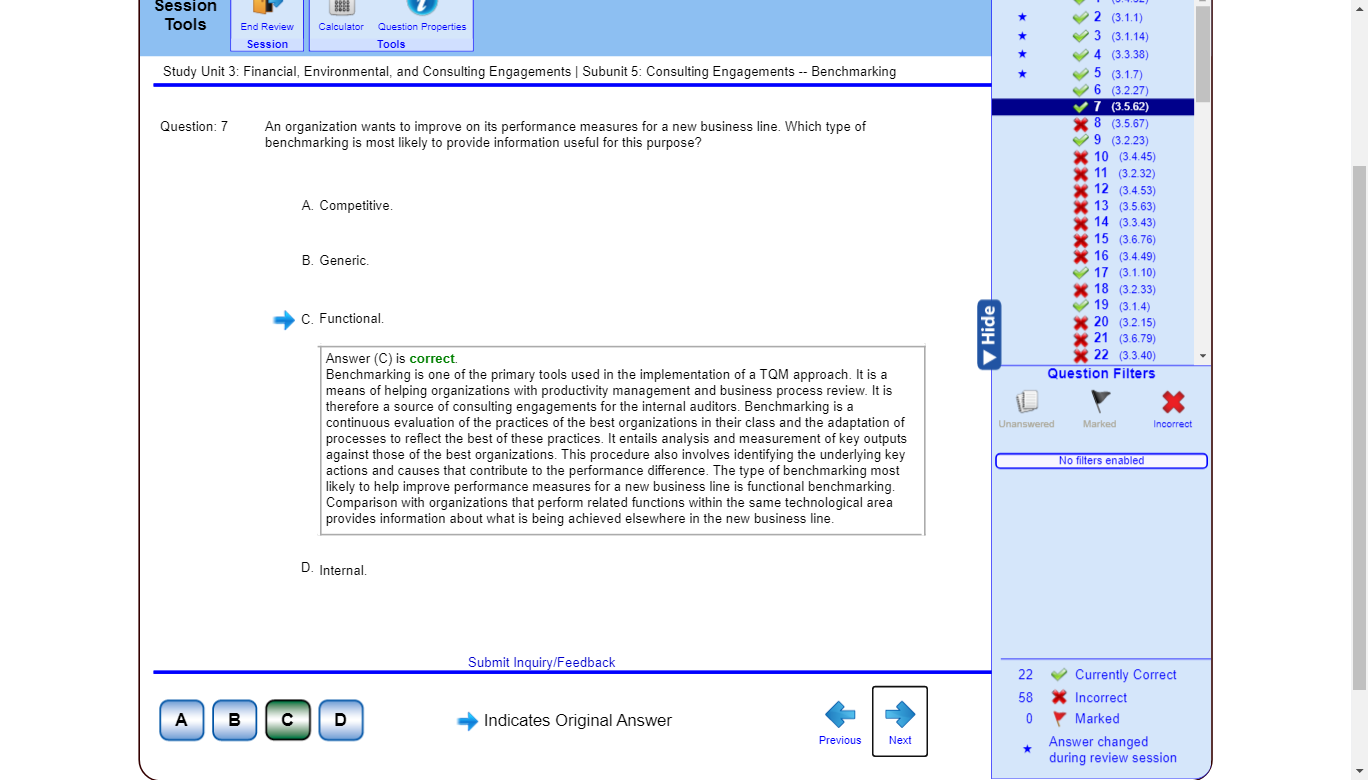 Session
Tools
End Review
Session
Calculator
Question Properties
Tools
Study Unit 3: Financial, Environmental, and Consulting Engagements | Subunit 5: Consulting Engagements -- Benchmarking
Question: 7
An organization wants to improve on its performance measures for a new business line. Which type of
benchmarking is most likely to provide information useful for this purpose?
A. Competitive.
B. Generic.
C. Functional.
Answer (C) is correct.
Benchmarking is one of the primary tools used in the implementation of a TQM approach. It is a
means of helping organizations with productivity management and business process review. It is
therefore a source of consulting engagements for the internal auditors. Benchmarking is a
continuous evaluation of the practices of the best organizations in their class and the adaptation of
processes to reflect the best of these practices. It entails analysis and measurement of key outputs
against those of the best organizations. This procedure also involves identifying the underlying key
actions and causes that contribute to the performance difference. The type of benchmarking most
likely to help improve performance measures for a new business line is functional benchmarking.
Comparison with organizations that perform related functions within the same technological area
provides information about what is being achieved elsewhere in the new business line.
D. Internal.
Submit Inquiry/Feedback
A
B
C
D
Indicates Original Answer
Previous
Next
2 (3.1.1)
3 (3.1.14)
4 (3.3.38)
5 (3.1.7)
6 (3.2.27)
7 (3.5.62)
8 (3.5.67)
9 (3.2.23)
10 (3.4.45)
11 (3.2.32)
12 (3.4.53)
13 (3.5.63)
14 (3.3.43)
15 (3.6.76)
16 (3.4.49)
17 (3.1.10)
18 (3.2.33)
19 (3.1.4)
20 (3.2.15)
21 (3.6.79)
22 (3.3.40)
Hide
Question Filters
Unanswered
Marked
Incorrect
No filters enabled
22 Currently Correct
58 Incorrect
0 Marked
Answer changed
during review session